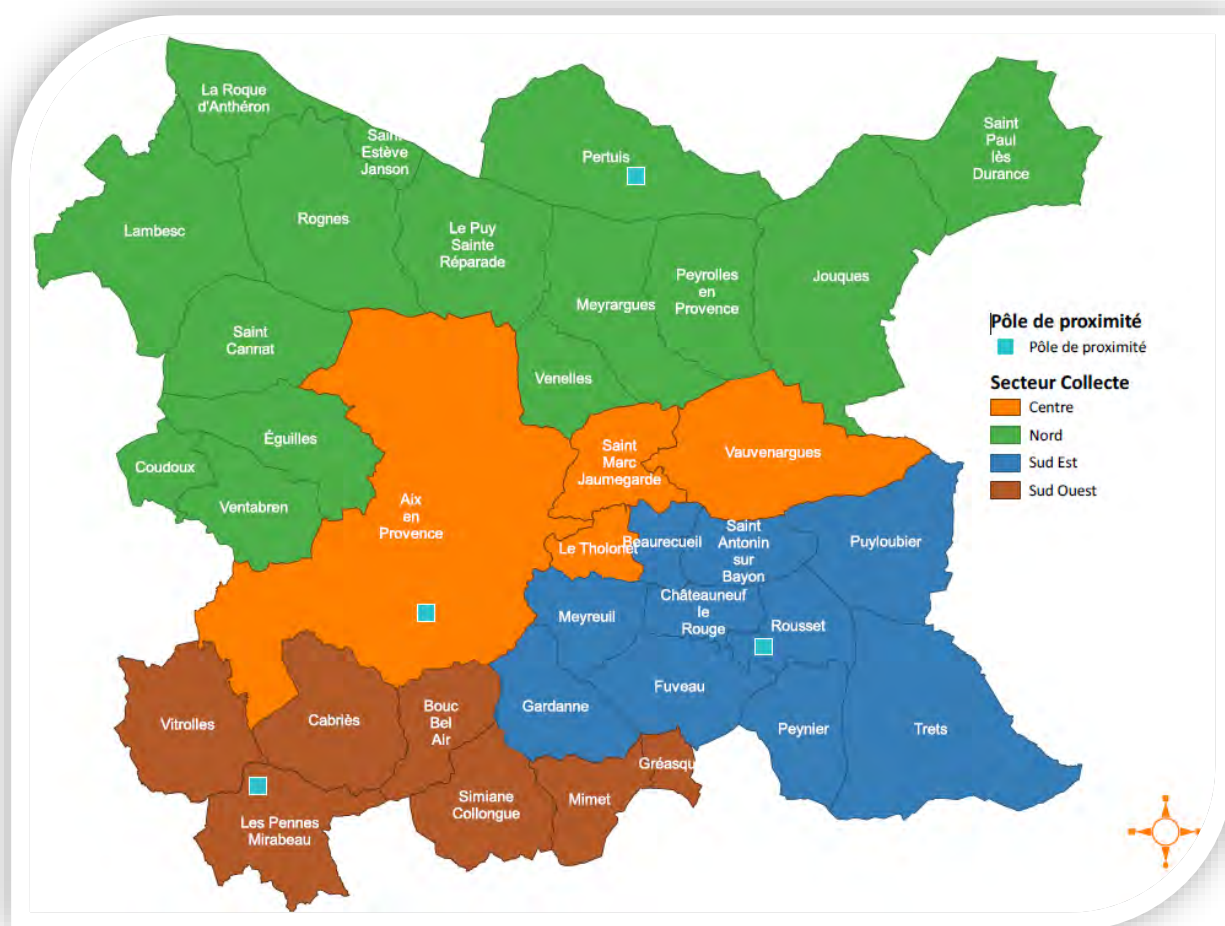 La Roque
d'Anthéron
Saint
Estève
Janson
Pertuis
Saint
Paul
lès
Durance
Lambesc
Rognes
Le Puy
Sainte
Réparade
Meyrargues
Peyrolles
en
Provence
Jouques
Saint
Cannat
Venelles
Éguilles
Coudoux
Ventabren
Aix
en
Provence
Saint
Marc
Jaumegarde
Vauvenargues
Le Tholonet
Beaurecueil
Saint
Antonin
sur
Bayon
Puyloubier
Meyreuil
Châteauneuf
le
Rouge
Rousset
Gardanne
Fuveau
Peynier
Trets
Vitrolles
Cabriès
Bouc
Bel
Air
Gréasqu
Simiane
Collongue
Mimet
Les Pennes
Mirabeau
Pôle de proximité
Pôle de proximité
Secteur Collecte
Centre
Nord
Sud Est
Sud Ouest